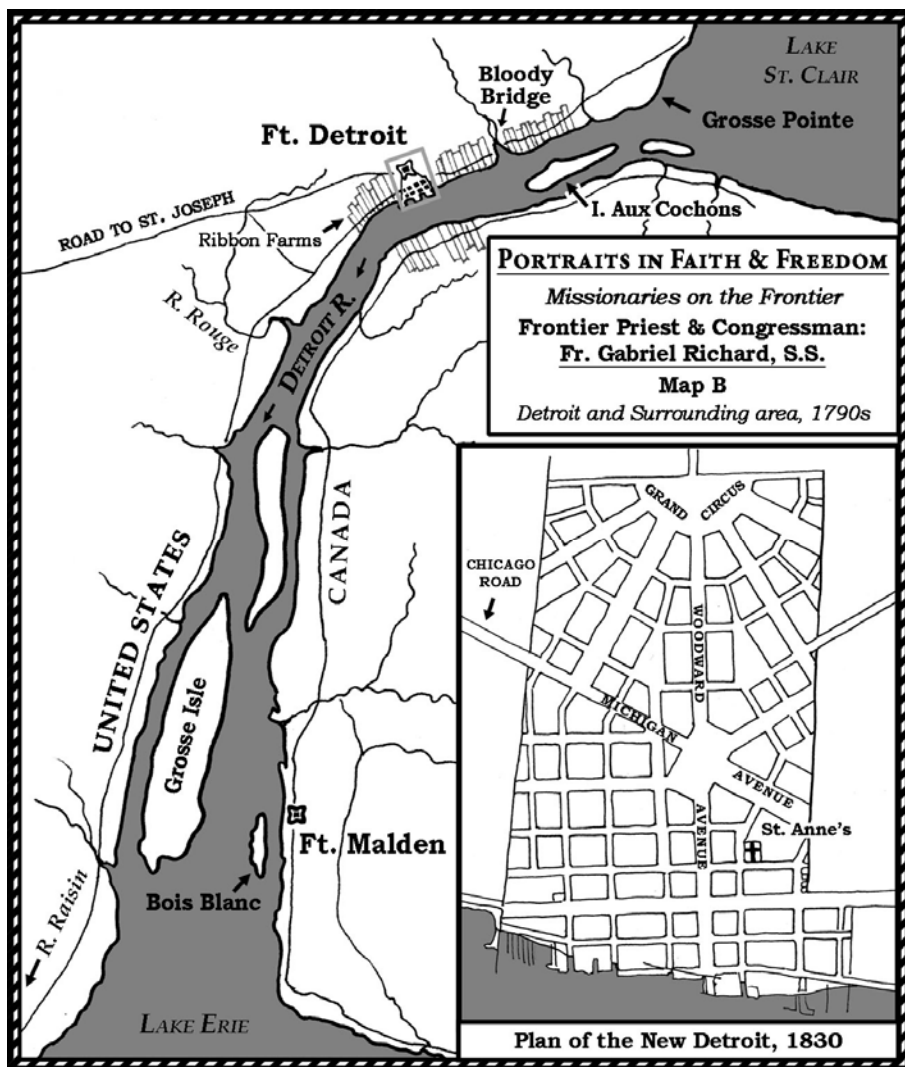 LAKE
ST. CLAIR
Bloody
Bridge
Grosse Pointe
Ft. Detroit
I. Aux Cochons
ROAD TO ST. JOSEPH
Ribbon Farms
R. Rouge
DETROIT R.
PORTRAITS IN FAITH & FREEDOM
Missionaries on the Frontier
Frontier Priest & Congressman:
Fr. Gabriel Richard, S.S.
Map B
Detroit and Surrounding area, 1790s
UNITED STATES
CANADA
Grosse Isle
Ft. Malden
Bois Blanc
R. Raisin
LAKE ERIE
GRAND
CIRCUS
CHICAGO
ROAD
WOODWARD
AVENUE
MICHIGAN
AVENUE
St. Anne's
Plan of the New Detroit, 1830